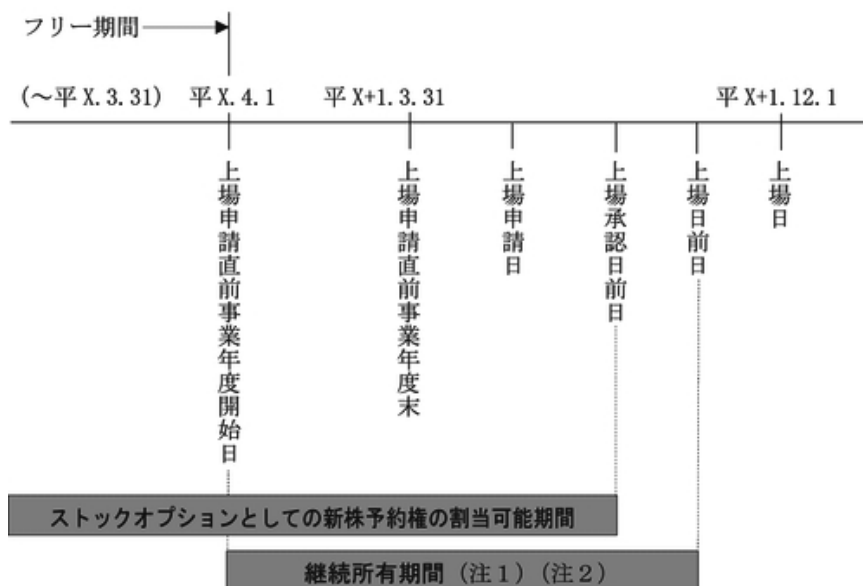 フリー期間
(～平X.3.31) 平X.4.1 平X+1.3.31 平X+1.12.1
上場申請直前事業年度開始日
上場申請直前事業年度末
上場申請日
上場承認日前日
上場日前日
上場日
ストックオプションとしての新株予約権の割当可能期間
継続所有期間（注１）（注２）